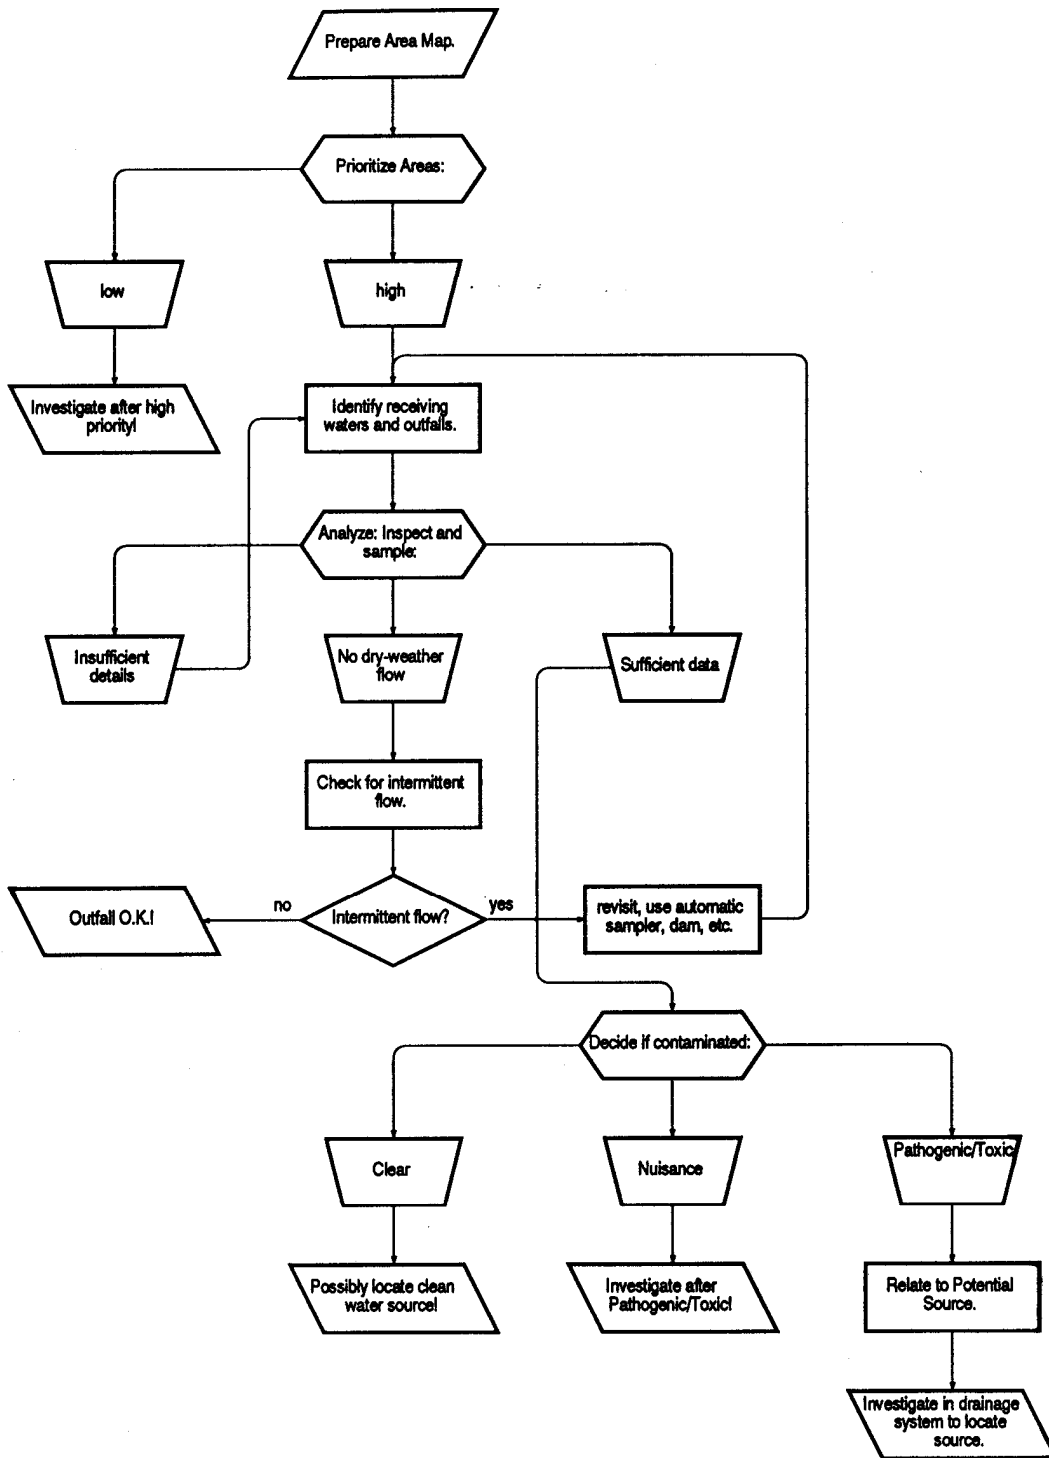 Prepare Area Map.
Prioritize Areas:
low
high
Investigate after high
priority!
Identify receiving
waters and outfalls.
Analyze: Inspect and
sample:
Insufficient
details
No dry-weather
flow
Sufficient data
Check for intermittent
flow.
Outfall O.K.!
no
Intermittent flow?
yes
revisit, use automatic
sampler, dam, etc.
Decide if contaminated:
Clear
Nuisance
Pathogenic/Toxic
Possibly locate clean
water source!
Investigate after
Pathogenic/Toxic!
Relate to Potential
Source.
Investigate in drainage
system to locate
source.